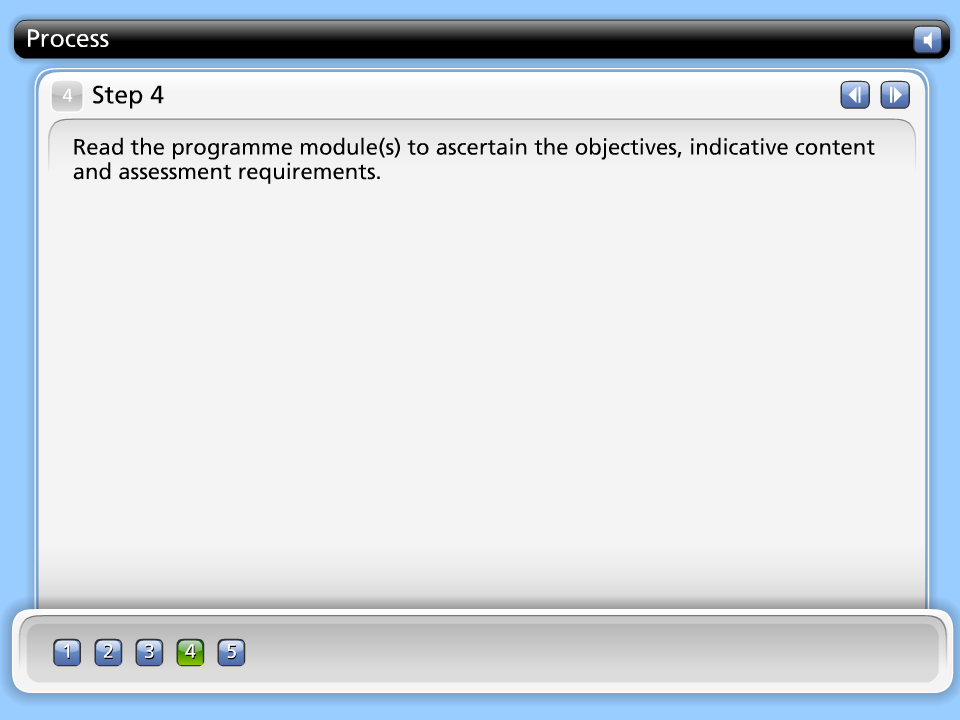 Process
4 Step 4
Read the programme module(s) to ascertain the objectives, indicative content
and assessment requirements.
1 2 3 4 5